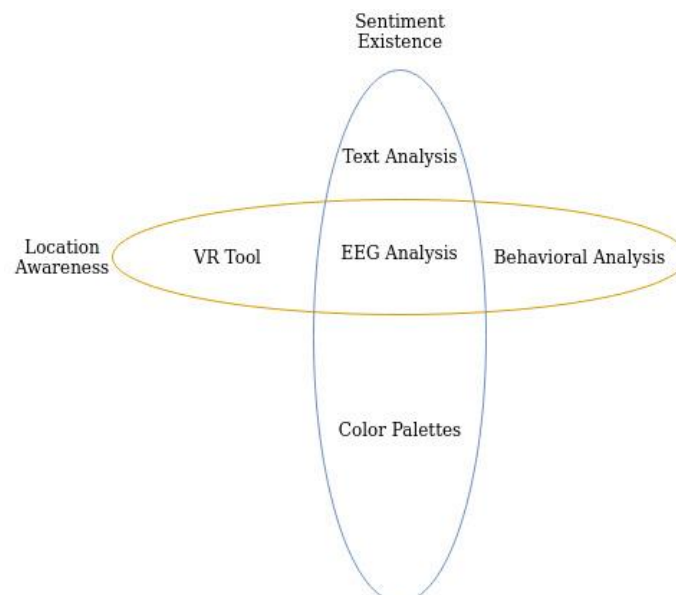 Sentiment
Existence
Text Analysis
Location
Awareness
VR Tool
EEG Analysis
Behavioral Analysis
Color Palettes